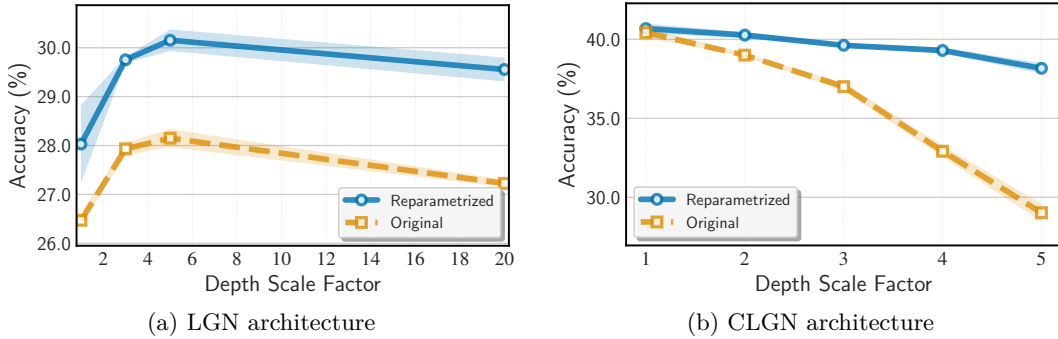 Accuracy (%)
30.0
29.0
28.0
27.0
26.0
2 4 6 8 10 12 14 16 18 20
Depth Scale Factor
Reparametrized
Original
(a) LGN architecture
Accuracy (%)
40.0
35.0
30.0
1 2 3 4 5
Depth Scale Factor
Reparametrized
Original
(b) CLGN architecture